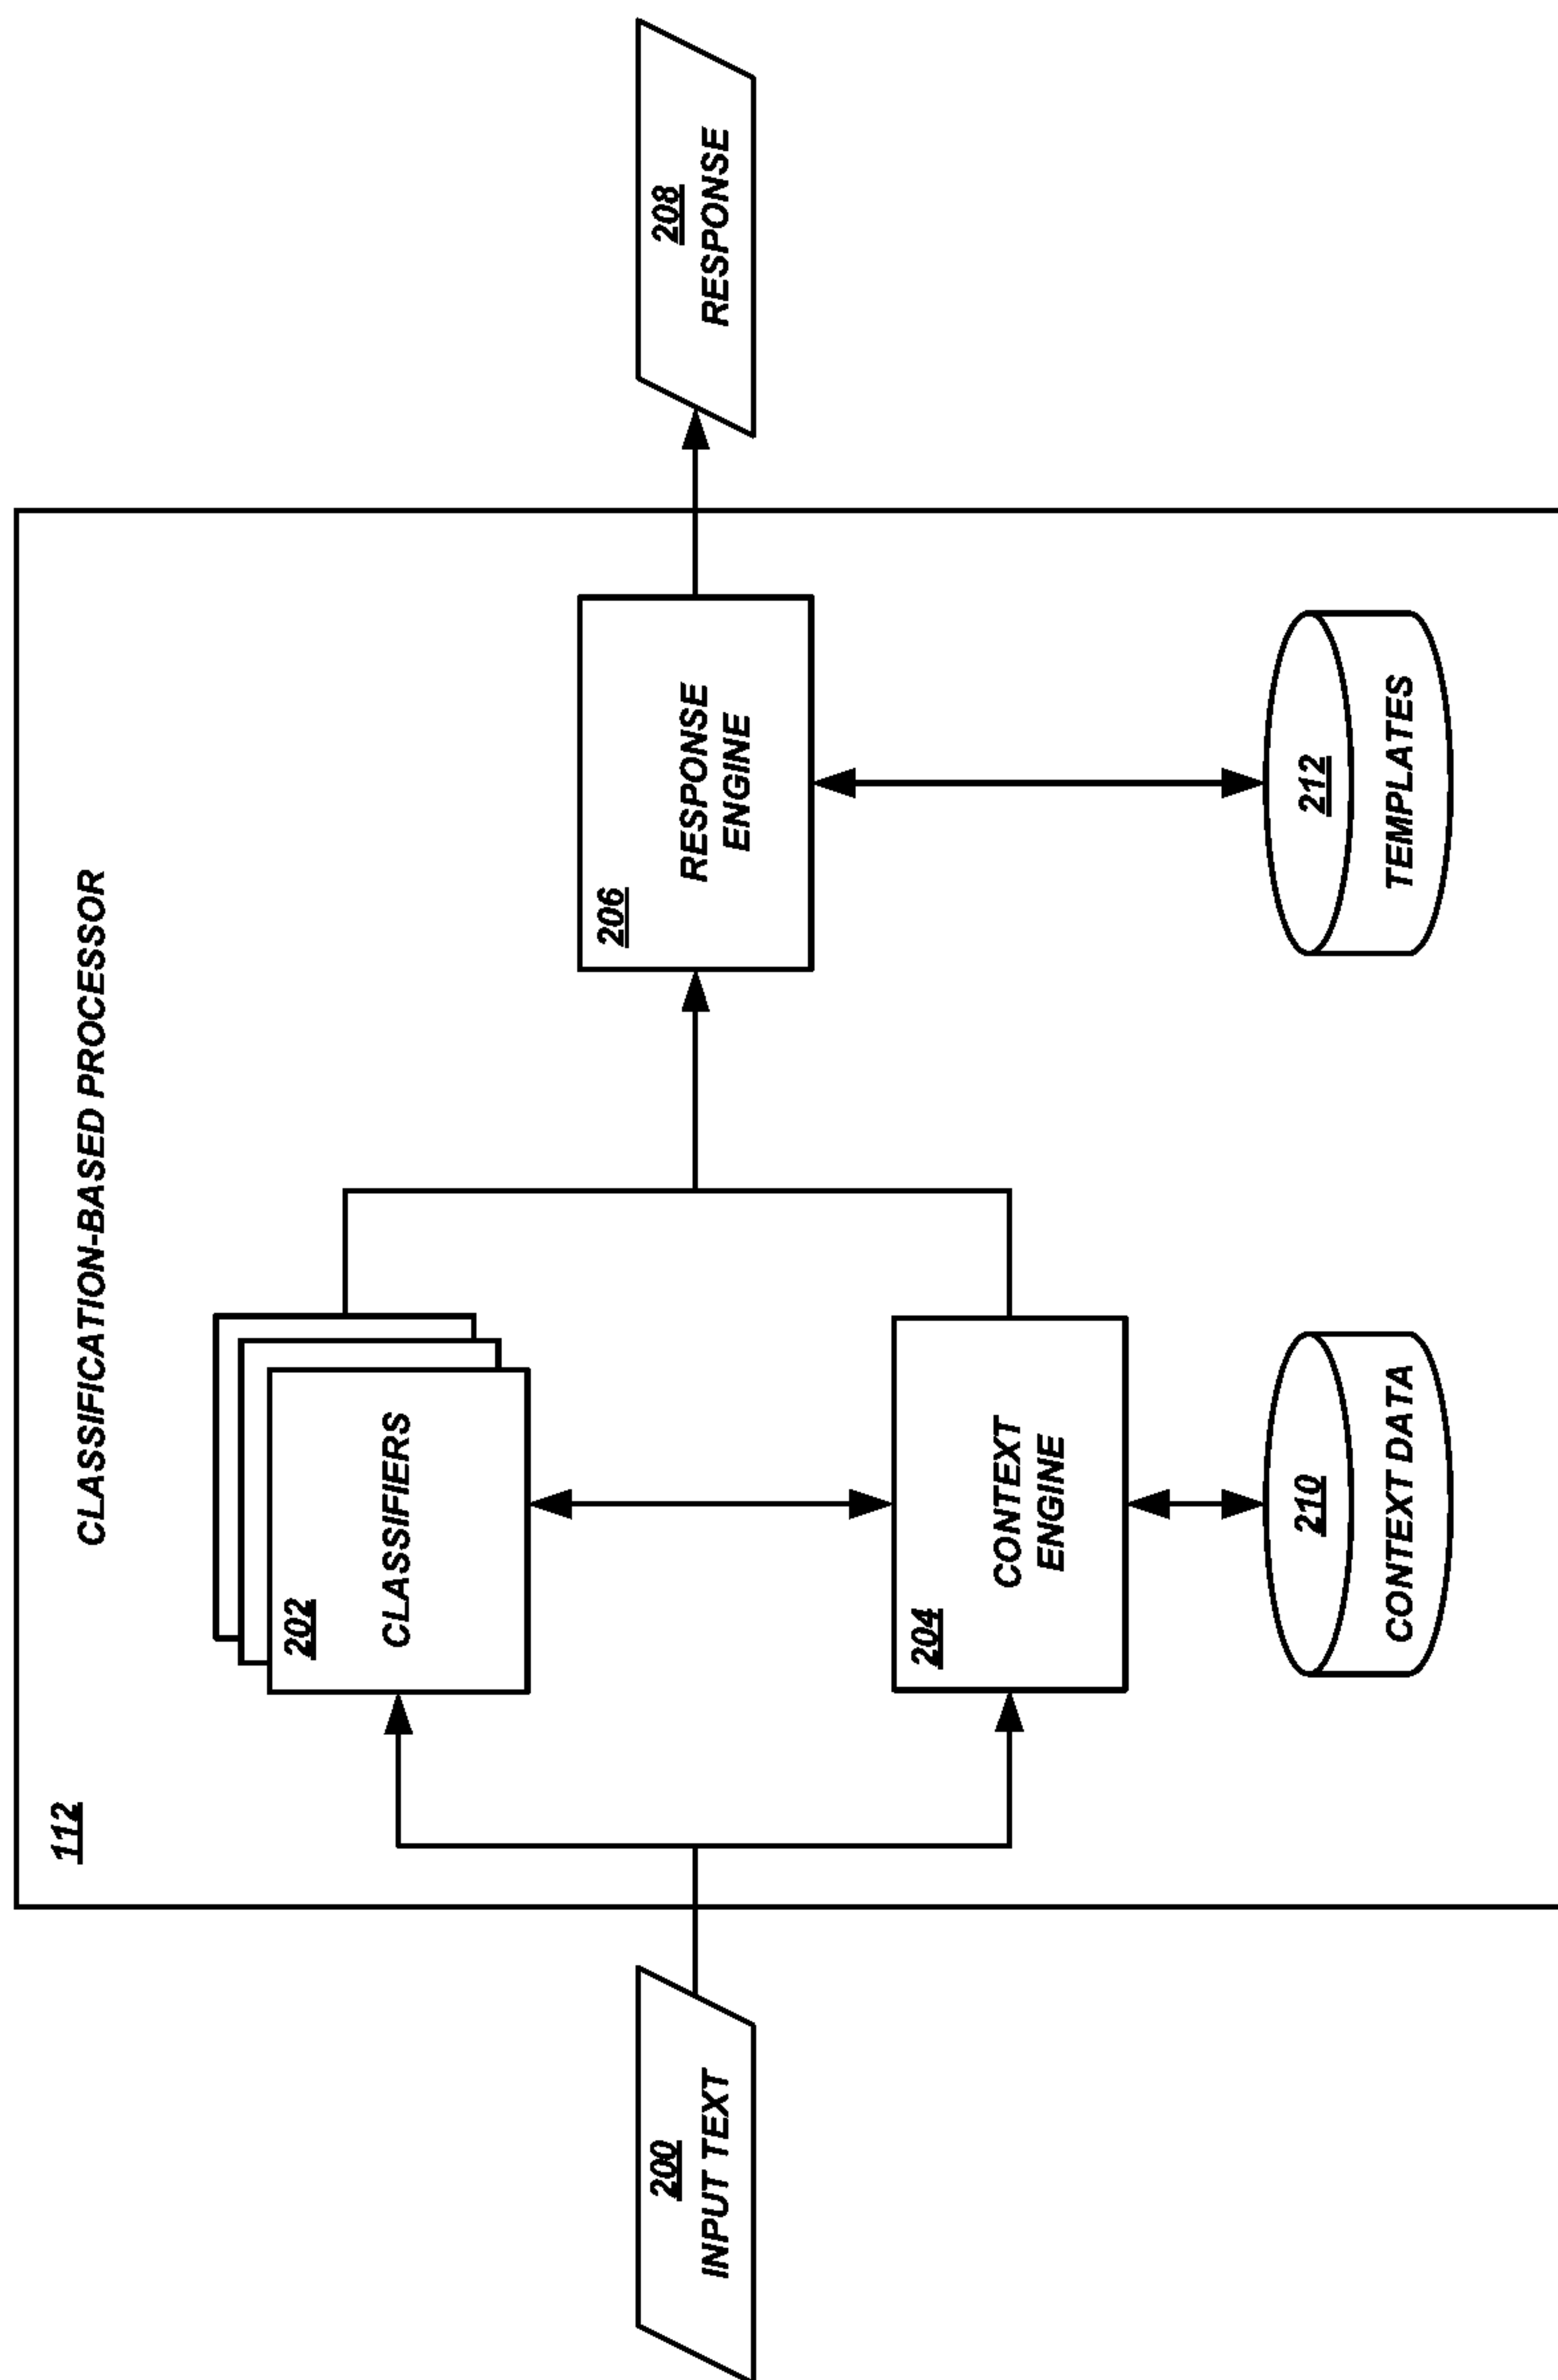 112
CLASSIFICATION-BASED PROCESSOR
202
CLASSIFIERS
206
RESPONSE
ENGINE
200
INPUT TEXT
208
RESPONSE
204
CONTEXT
ENGINE
210
CONTEXT DATA
212
TEMPLATES